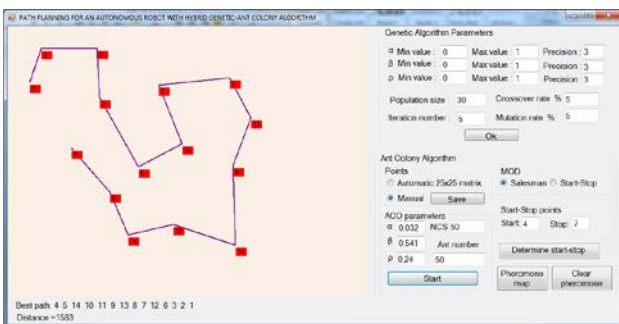 PATH PLANNING FOR AN AUTONOMOUS ROBOT WITH HYBRID GENETIC-ANT COLONY ALGORITHM
Genetic Algorithm Parameters
α Min value : 0 Max value : 1 Precision : 3
β Min value : 0 Max value : 1 Precision : 3
ρ Min value : 0 Max value : 1 Precision : 3
Population size : 30 Crossover rate % 5
Iteration number : 5 Mutation rate % 5
Ok
Ant Colony Algorithm
Points MOD
Automatic 25x25 matrix Salesman Start-Stop
Manual Save
ACO parameters Start-Stop points
α 0.032 NCS 50 Start: 4 Stop: 7
β 0.541 Ant number Determine start-stop
ρ 0.24 50
Start Pheromone map Clear pheromone
Best path: 4 5 14 10 11 9 13 8 7 12 6 3 2 1
Distance =1583